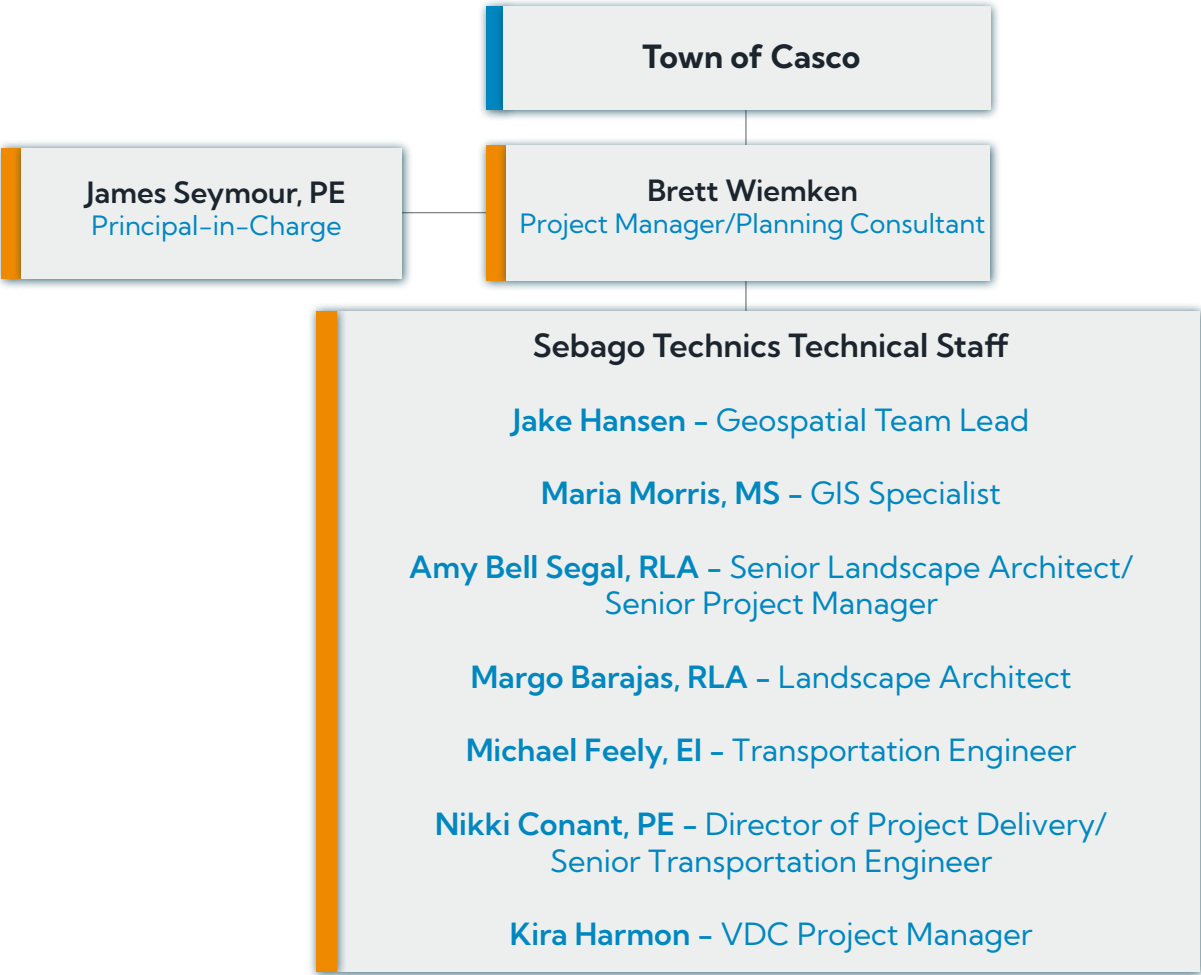 Town of Casco
James Seymour, PE
Principal-in-Charge
Brett Wiemken
Project Manager/Planning Consultant
Sebago Technics Technical Staff
Jake Hansen – Geospatial Team Lead
Maria Morris, MS – GIS Specialist
Amy Bell Segal, RLA – Senior Landscape Architect/
Senior Project Manager
Margo Barajas, RLA – Landscape Architect
Michael Feely, EI – Transportation Engineer
Nikki Conant, PE – Director of Project Delivery/
Senior Transportation Engineer
Kira Harmon – VDC Project Manager